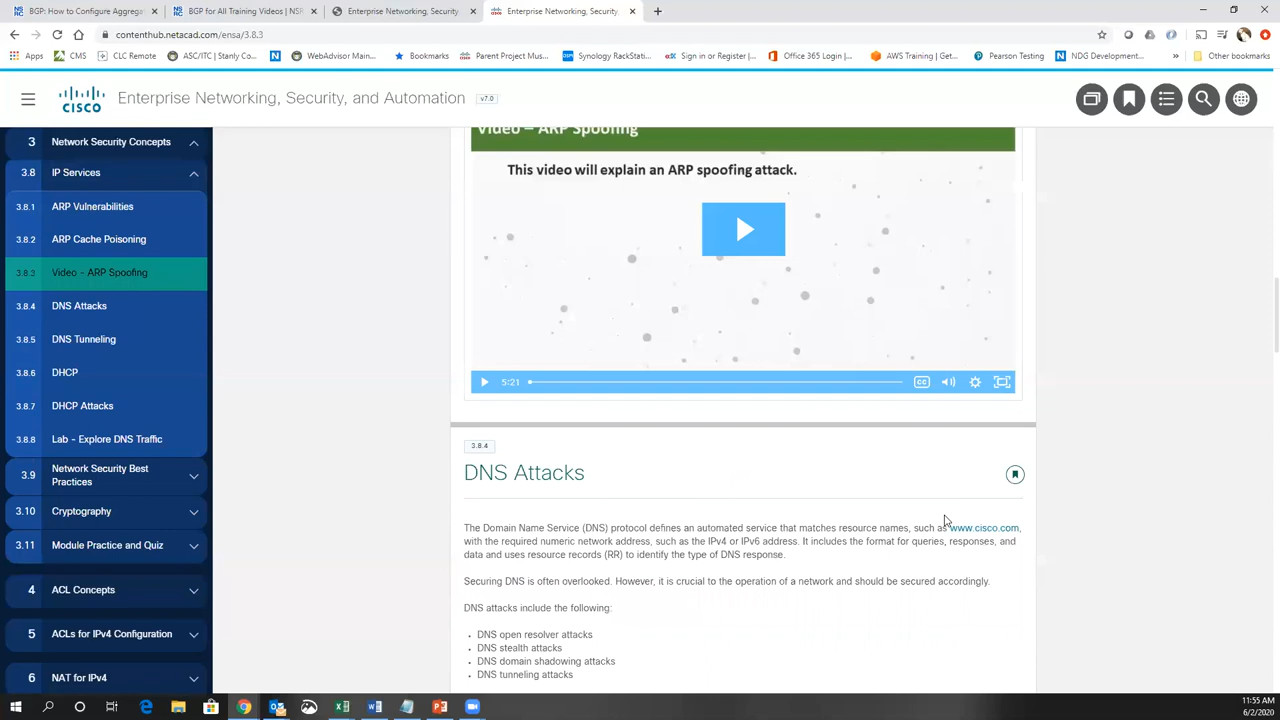 BGP: How to Configure Aggrega
BGP for All Training Videos | NSR
Enterprise Networking, Security,
Enterprise Networking, Security,
contenthub.netacad.com/ensa/3.8.3
Apps
CMS
CLC Remote
ASC/ITC | Stanly Co...
WebAdvisor Main...
Bookmarks
Parent Project Mus...
Synology RackStati...
Sign in or Register |...
Office 365 Login |...
AWS Training | Get...
Pearson Testing
NDG Development...
»
Other bookmarks
CISCO
Enterprise Networking, Security, and Automation
v7.0
3 Network Security Concepts
3.8 IP Services
3.8.1 ARP Vulnerabilities
3.8.2 ARP Cache Poisoning
3.8.3 Video - ARP Spoofing
3.8.4 DNS Attacks
3.8.5 DNS Tunneling
3.8.6 DHCP
3.8.7 DHCP Attacks
3.8.8 Lab - Explore DNS Traffic
3.9 Network Security Best
Practices
3.10 Cryptography
3.11 Module Practice and Quiz
4 ACL Concepts
5 ACLs for IPv4 Configuration
6 NAT for IPv4
Video – ARP Spoofing
This video will explain an ARP spoofing attack.
5:21
CC
3.8.4
DNS Attacks
The Domain Name Service (DNS) protocol defines an automated service that matches resource names, such as www.cisco.com,
with the required numeric network address, such as the IPv4 or IPv6 address. It includes the format for queries, responses, and
data and uses resource records (RR) to identify the type of DNS response.
Securing DNS is often overlooked. However, it is crucial to the operation of a network and should be secured accordingly.
DNS attacks include the following:
• DNS open resolver attacks
• DNS stealth attacks
• DNS domain shadowing attacks
• DNS tunneling attacks
11:55 AM
6/2/2020